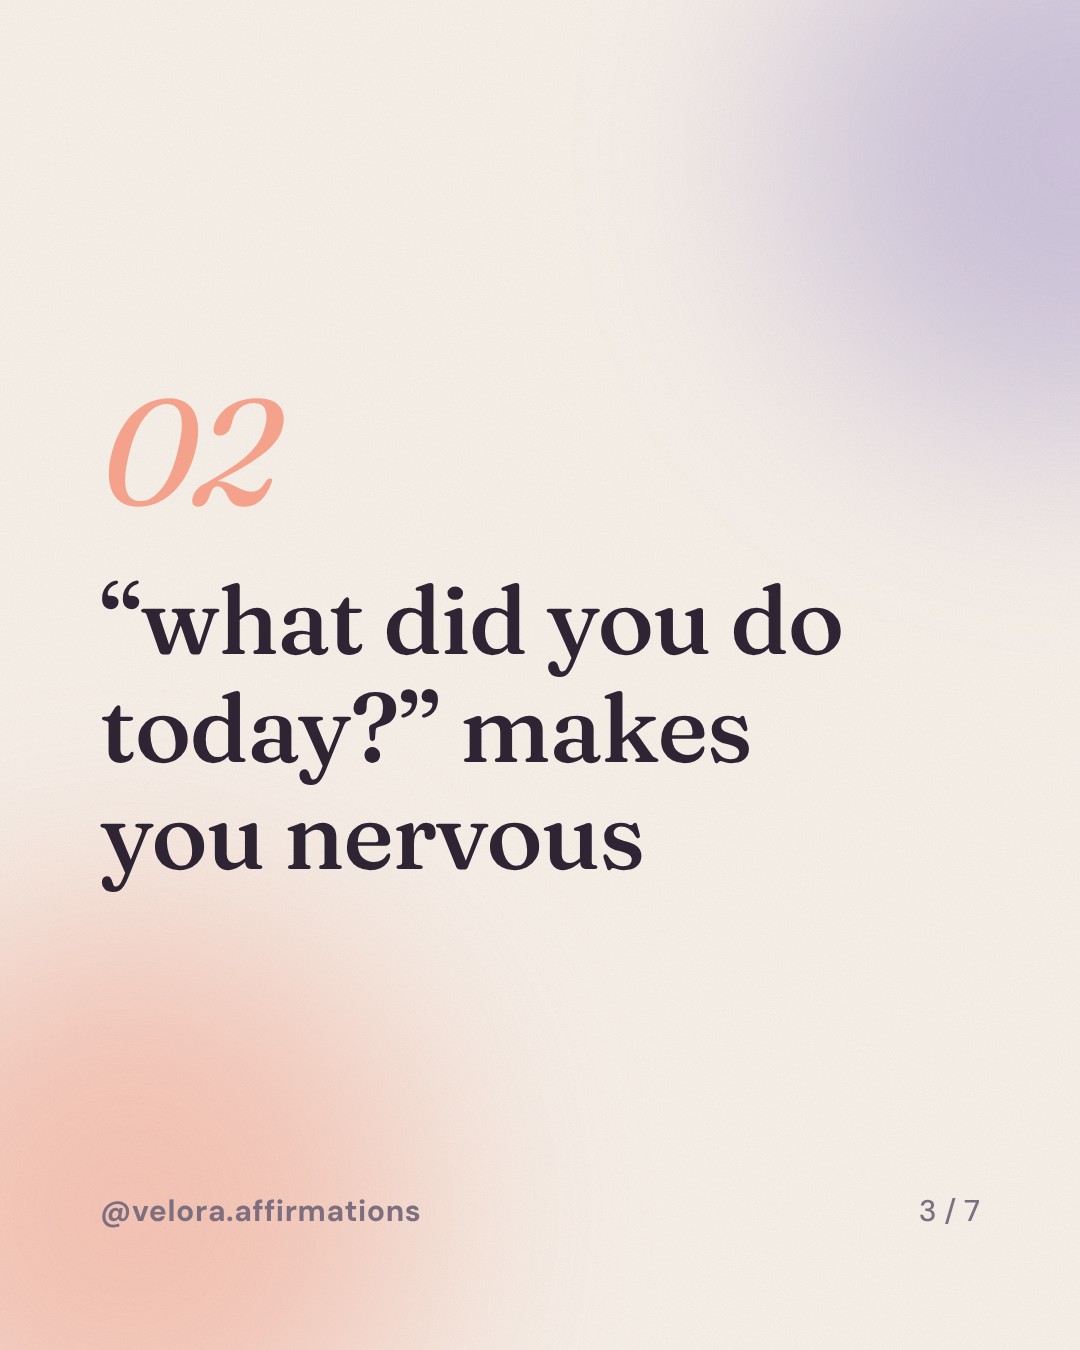 02
“what did you do
today?” makes
you nervous
@velora.affirmations
3 / 7